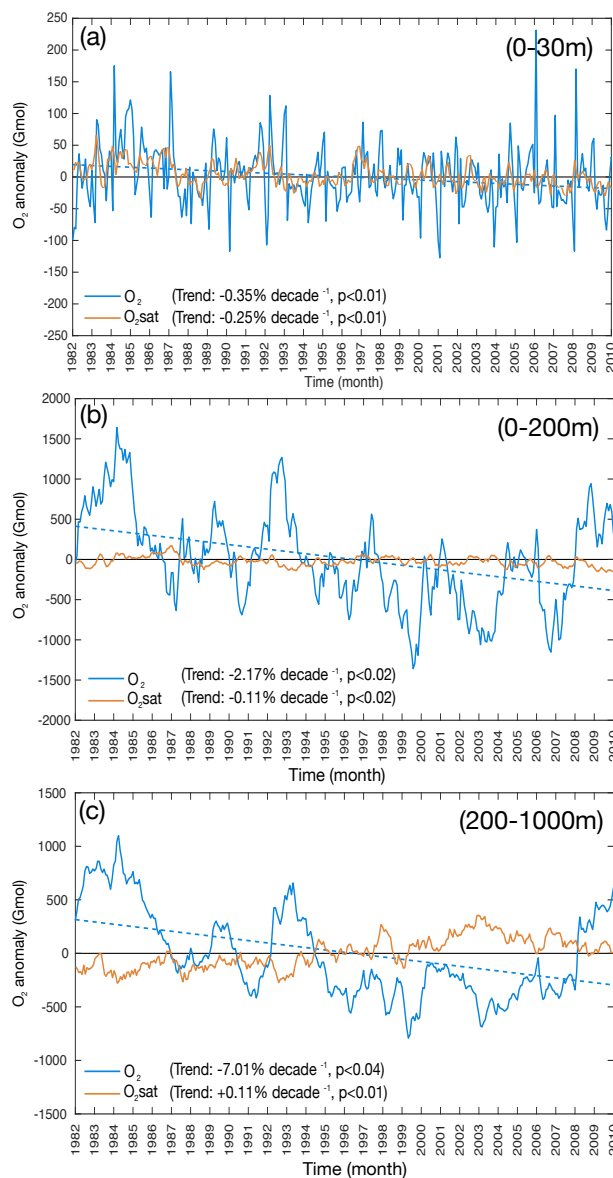 (a)
(0-30m)
250
200
150
100
50
0
-50
-100
-150
-200
-250
O₂ anomaly (Gmol)
O₂ (Trend: -0.35% decade ⁻¹, p<0.01)
O₂sat (Trend: -0.25% decade ⁻¹, p<0.01)
1982 1983 1984 1985 1986 1987 1988 1989 1990 1991 1992 1993 1994 1995 1996 1997 1998 1999 2000 2001 2002 2003 2004 2005 2006 2007 2008 2009 2010
Time (month)
(b)
(0-200m)
2000
1500
1000
500
0
-500
-1000
-1500
-2000
O₂ anomaly (Gmol)
O₂ (Trend: -2.17% decade ⁻¹, p<0.02)
O₂sat (Trend: -0.11% decade ⁻¹, p<0.02)
1982 1983 1984 1985 1986 1987 1988 1989 1990 1991 1992 1993 1994 1995 1996 1997 1998 1999 2000 2001 2002 2003 2004 2005 2006 2007 2008 2009 2010
Time (month)
(c)
(200-1000m)
1500
1000
500
0
-500
-1000
-1500
O₂ anomaly (Gmol)
O₂ (Trend: -7.01% decade ⁻¹, p<0.04)
O₂sat (Trend: +0.11% decade ⁻¹, p<0.01)
1982 1983 1984 1985 1986 1987 1988 1989 1990 1991 1992 1993 1994 1995 1996 1997 1998 1999 2000 2001 2002 2003 2004 2005 2006 2007 2008 2009 2010
Time (month)